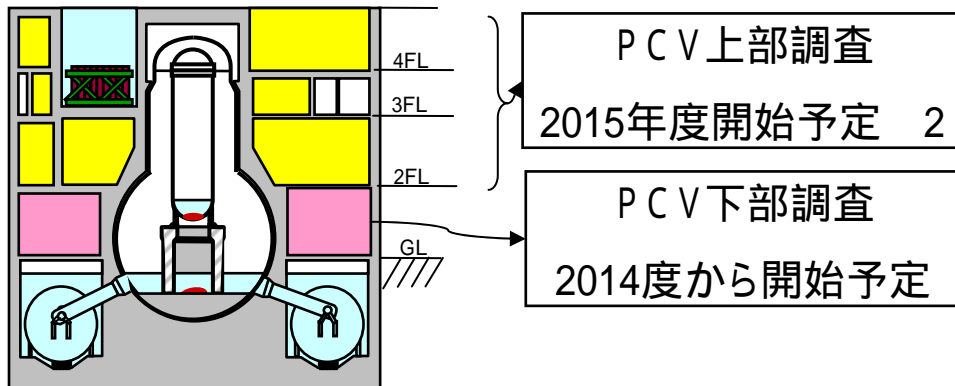 4FL
3FL
2FL
GL
PCV上部調査
2015年度開始予定 2
PCV下部調査
2014度から開始予定